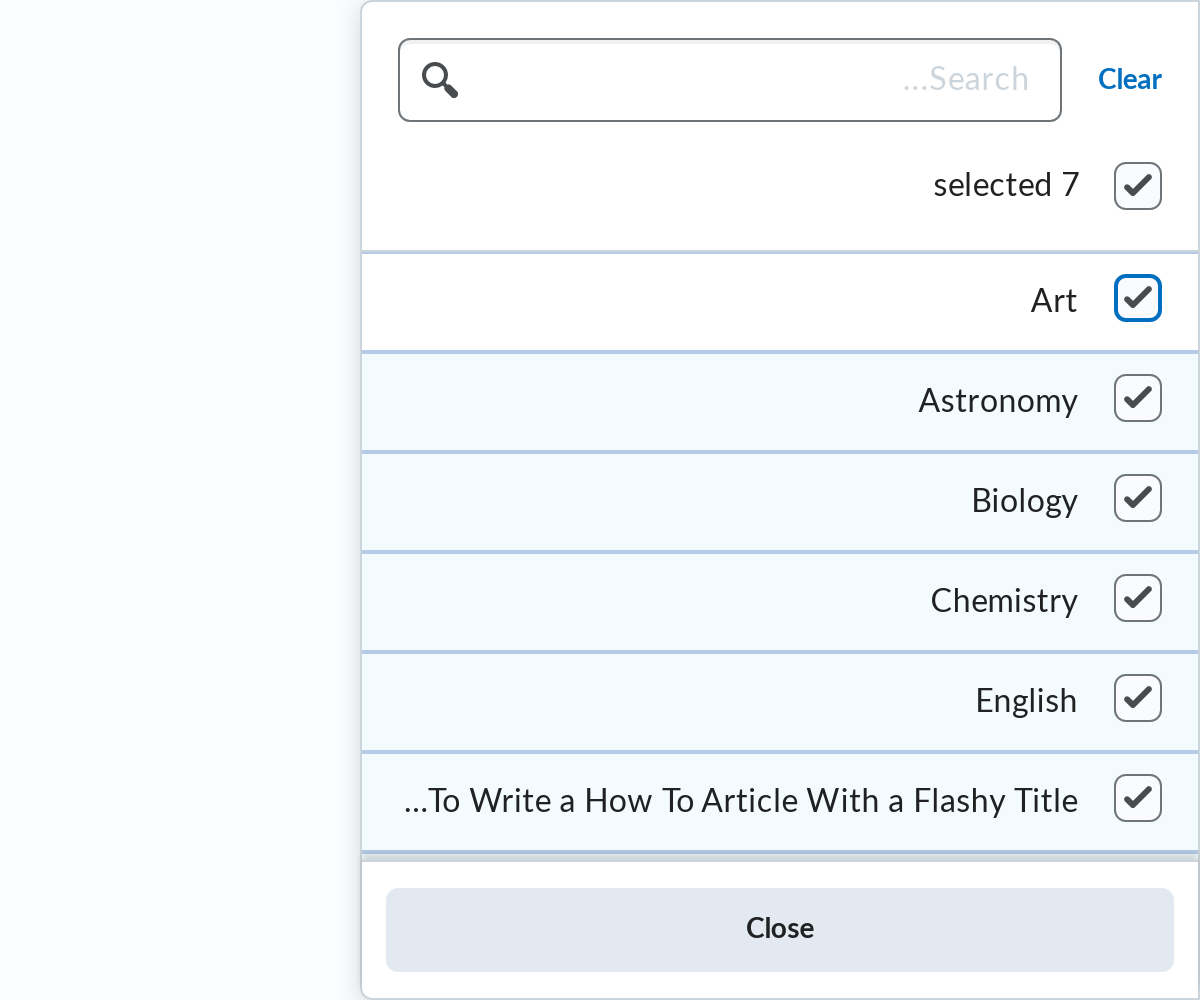 ...Search
Clear
selected 7
Art
Astronomy
Biology
Chemistry
English
...To Write a How To Article With a Flashy Title
Close